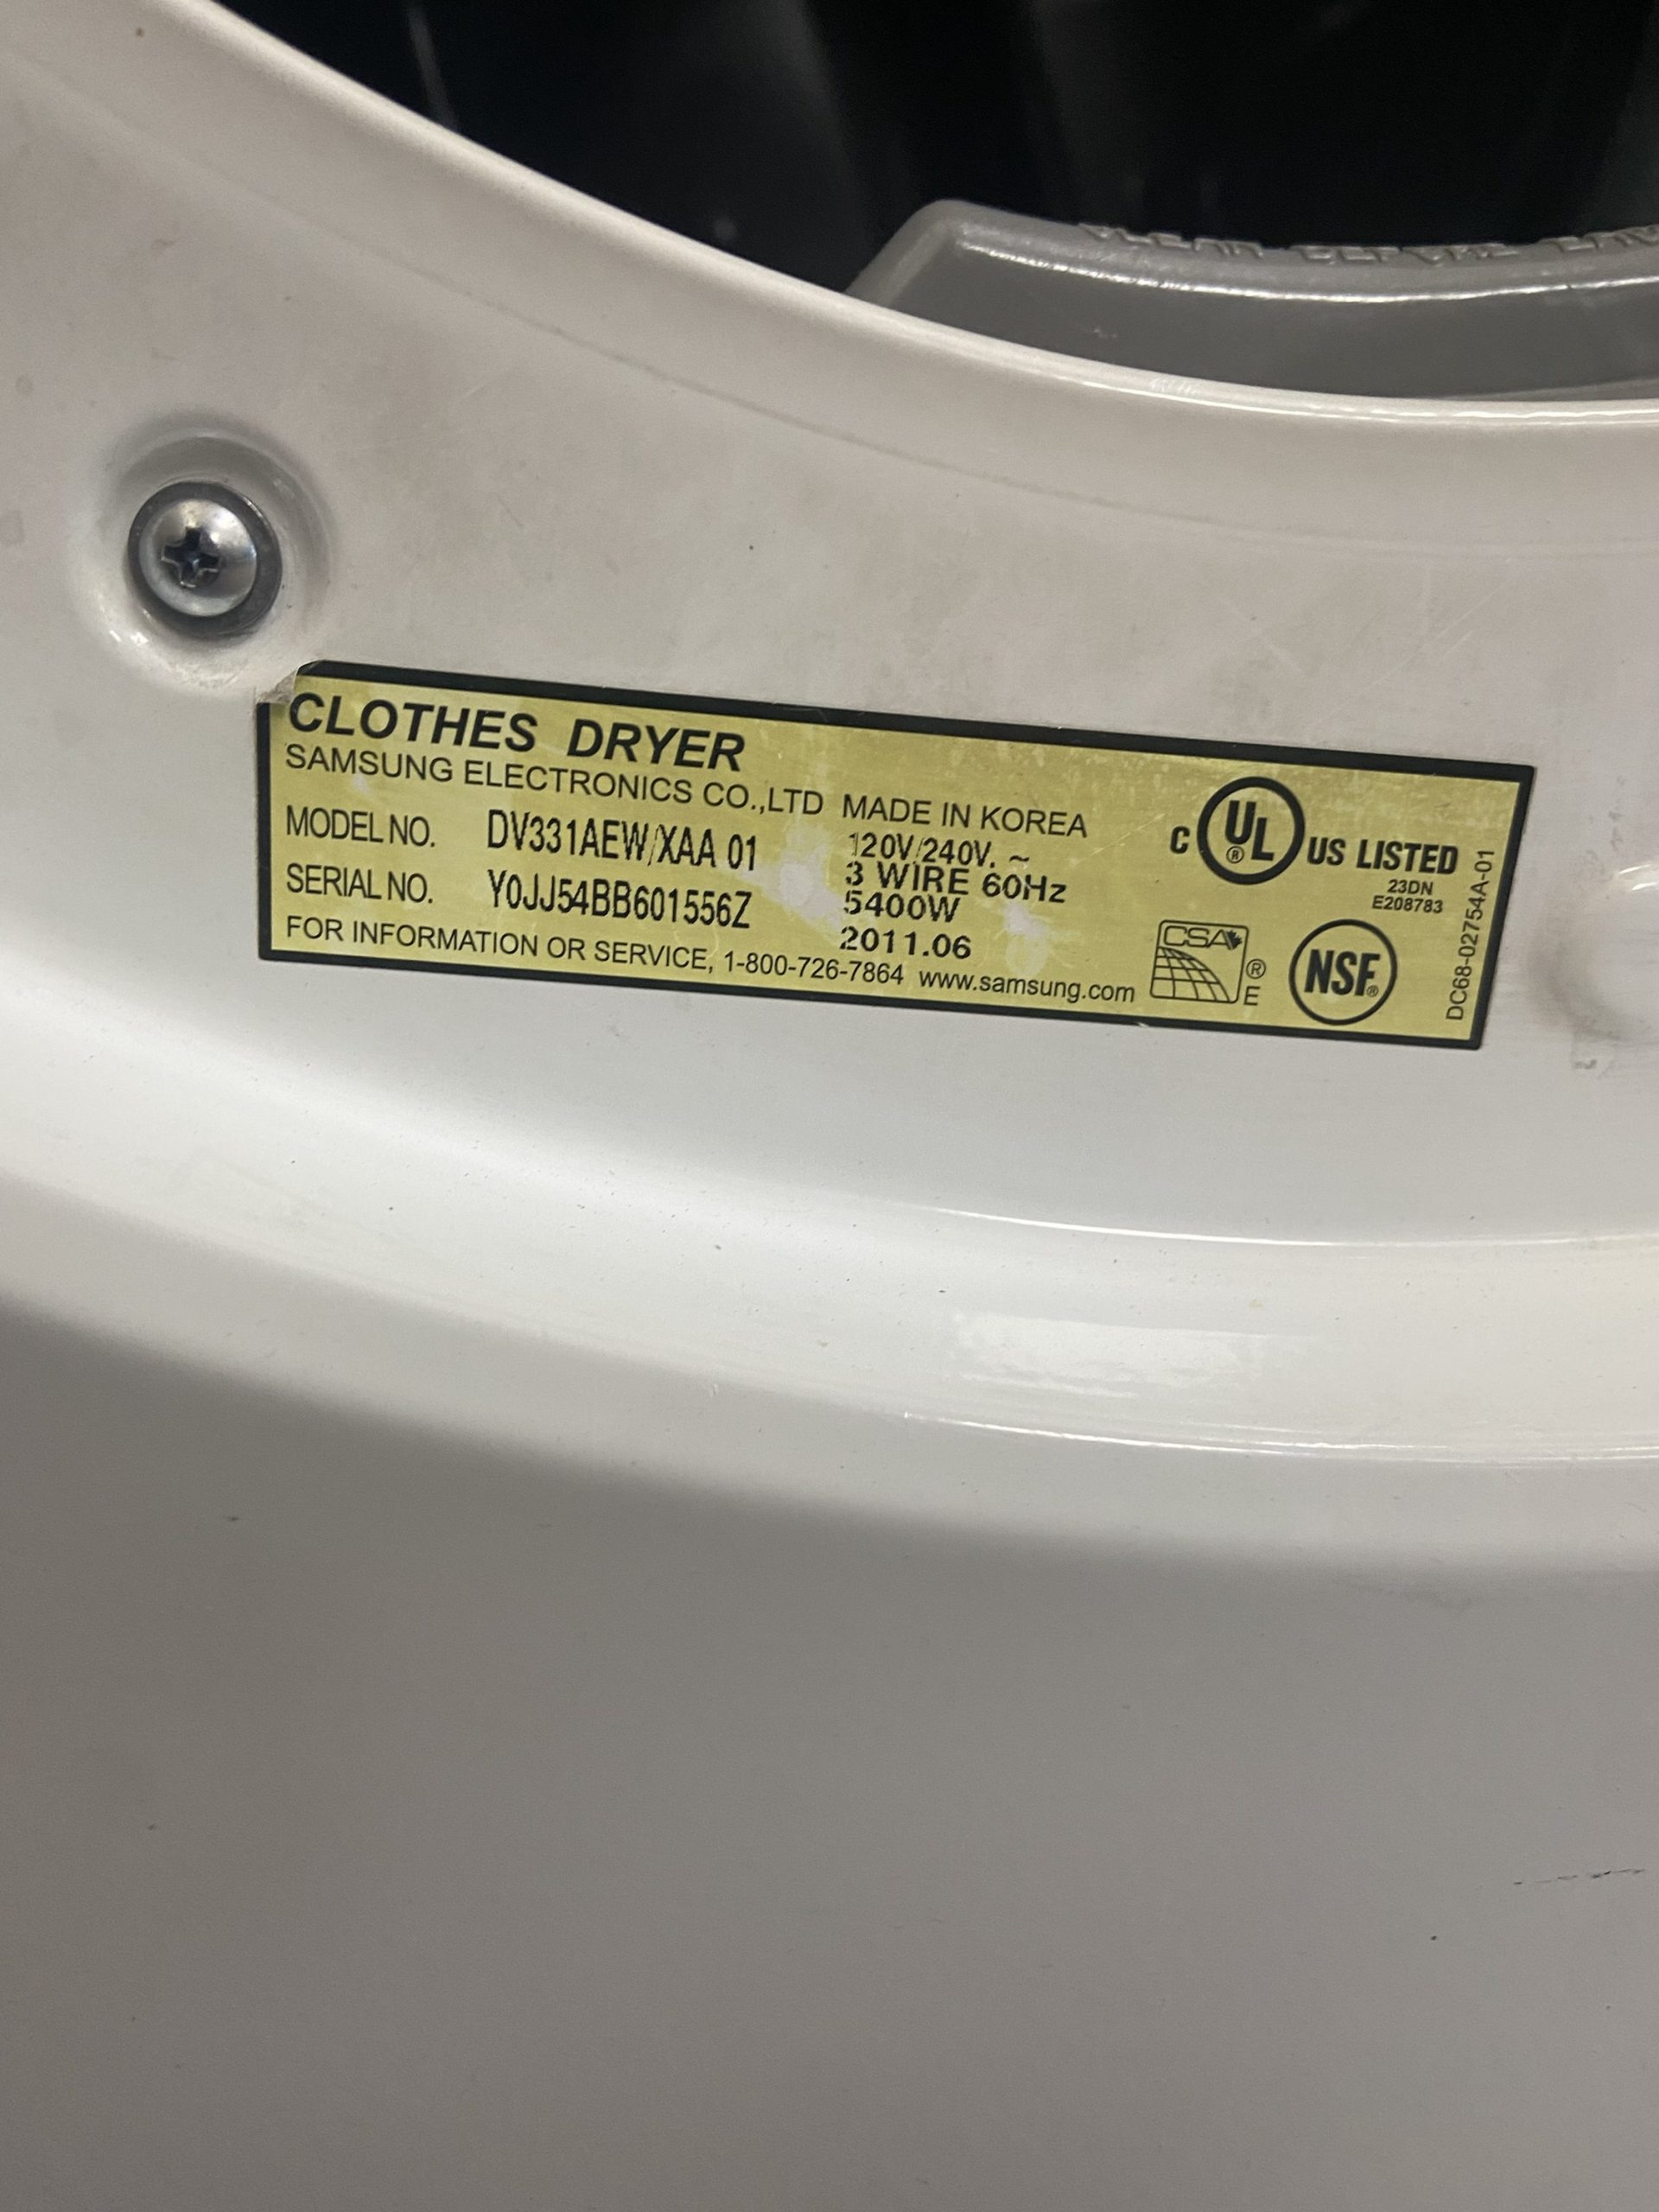 CLEAN BEFORE
CLOTHES DRYER
SAMSUNG ELECTRONICS CO.,LTD MADE IN KOREA
MODEL NO. DV331AEW/XAA 01
120V/240V. ~
3 WIRE 60Hz
SERIAL NO. Y0JJ54BB601556Z
5400W
2011.06
FOR INFORMATION OR SERVICE, 1-800-726-7864 www.samsung.com
C UL ® US LISTED
23DN
E208783
CSA ® E
NSF®
DC68-02754A-01